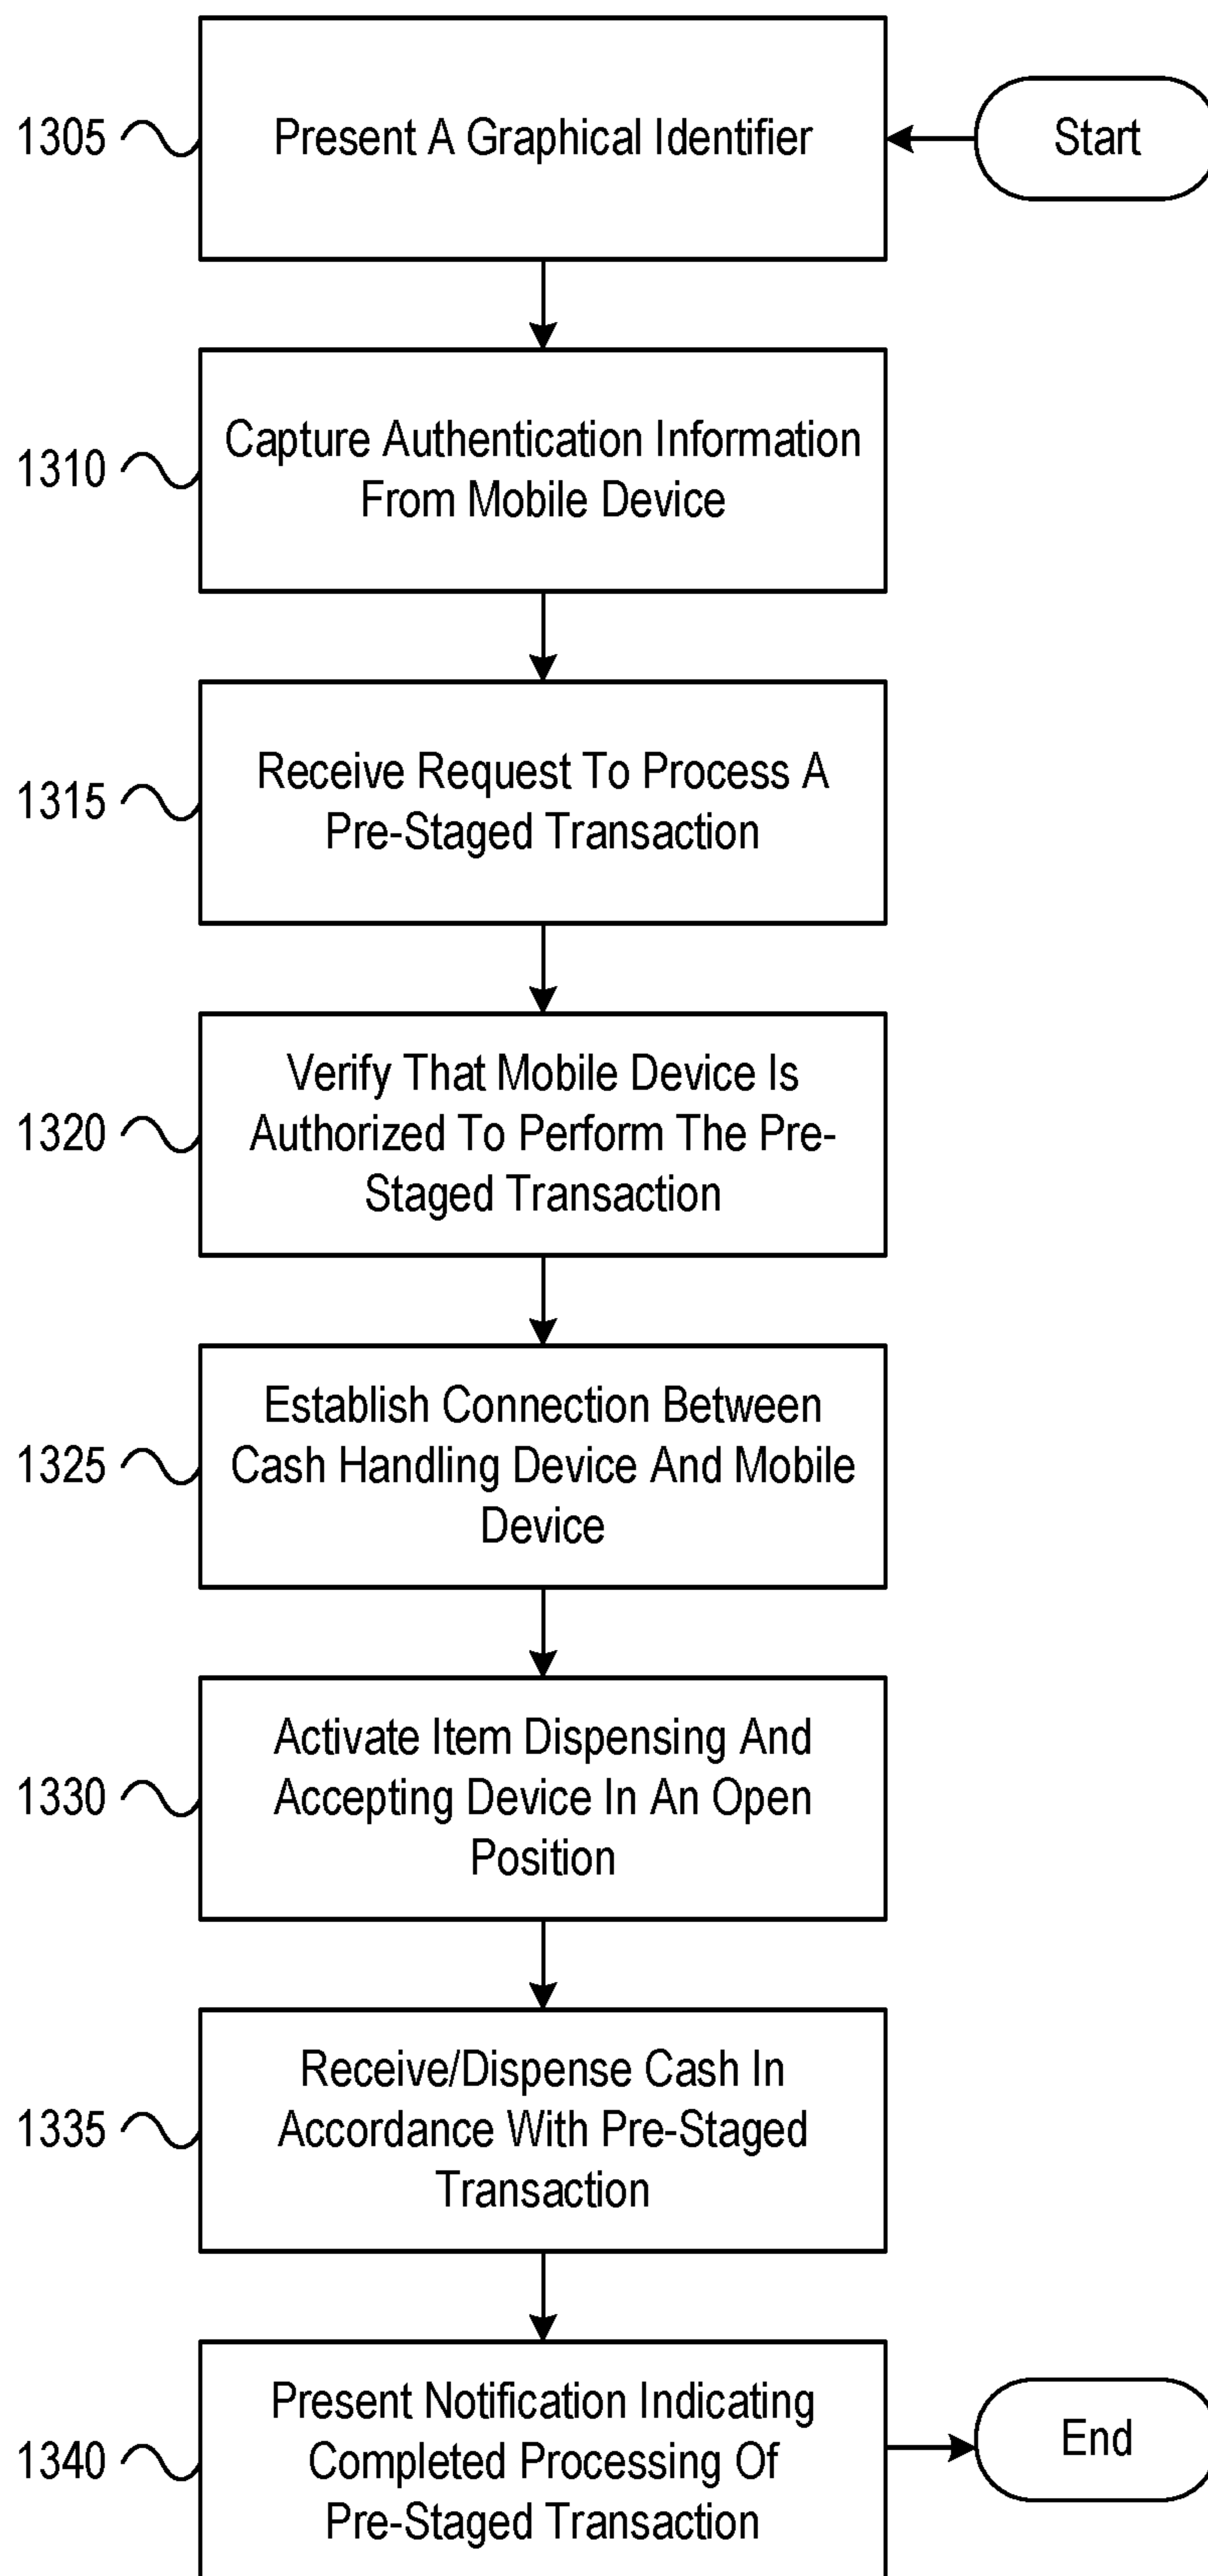 Start
1305
Present A Graphical Identifier
1310
Capture Authentication Information
From Mobile Device
1315
Receive Request To Process A
Pre-Staged Transaction
1320
Verify That Mobile Device Is
Authorized To Perform The Pre-
Staged Transaction
1325
Establish Connection Between
Cash Handling Device And Mobile
Device
1330
Activate Item Dispensing And
Accepting Device In An Open
Position
1335
Receive/Dispense Cash In
Accordance With Pre-Staged
Transaction
1340
Present Notification Indicating
Completed Processing Of
Pre-Staged Transaction
End